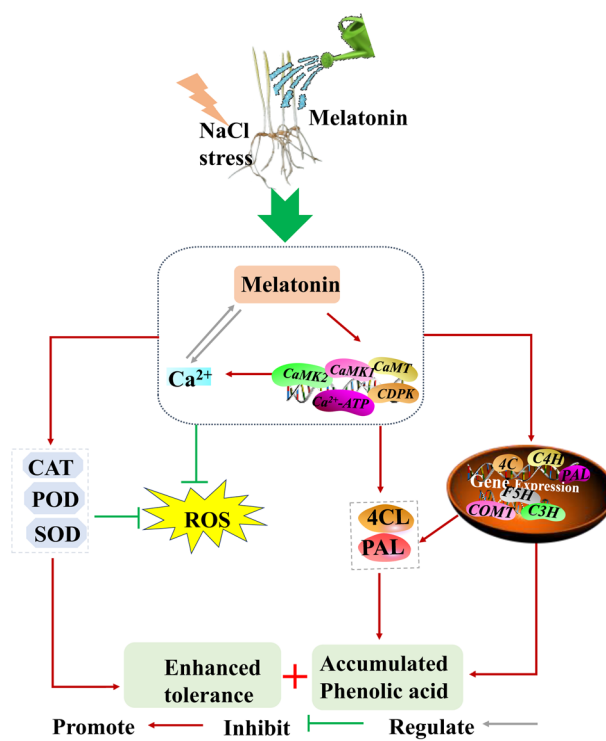 NaCl
stress
Melatonin
Melatonin
Ca²⁺
CaMK2
CaMK1
CaMT
Ca²⁺-ATP
CDPK
CAT
POD
SOD
ROS
4CL
PAL
4C
C4H
PAL
Gene Expression
F5H
COMT
C3H
Enhanced
tolerance
+
Accumulated
Phenolic acid
Promote
Inhibit
Regulate